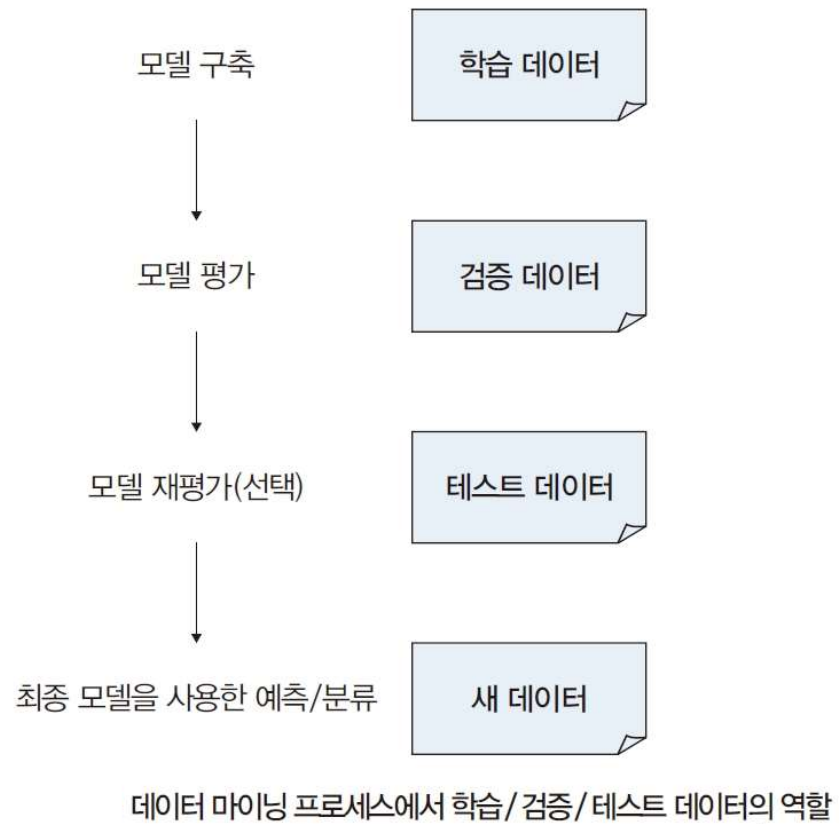 모델 구축
학습 데이터
모델 평가
검증 데이터
모델 재평가(선택)
테스트 데이터
최종 모델을 사용한 예측/분류
새 데이터
데이터 마이닝 프로세스에서 학습/검증/테스트 데이터의 역할